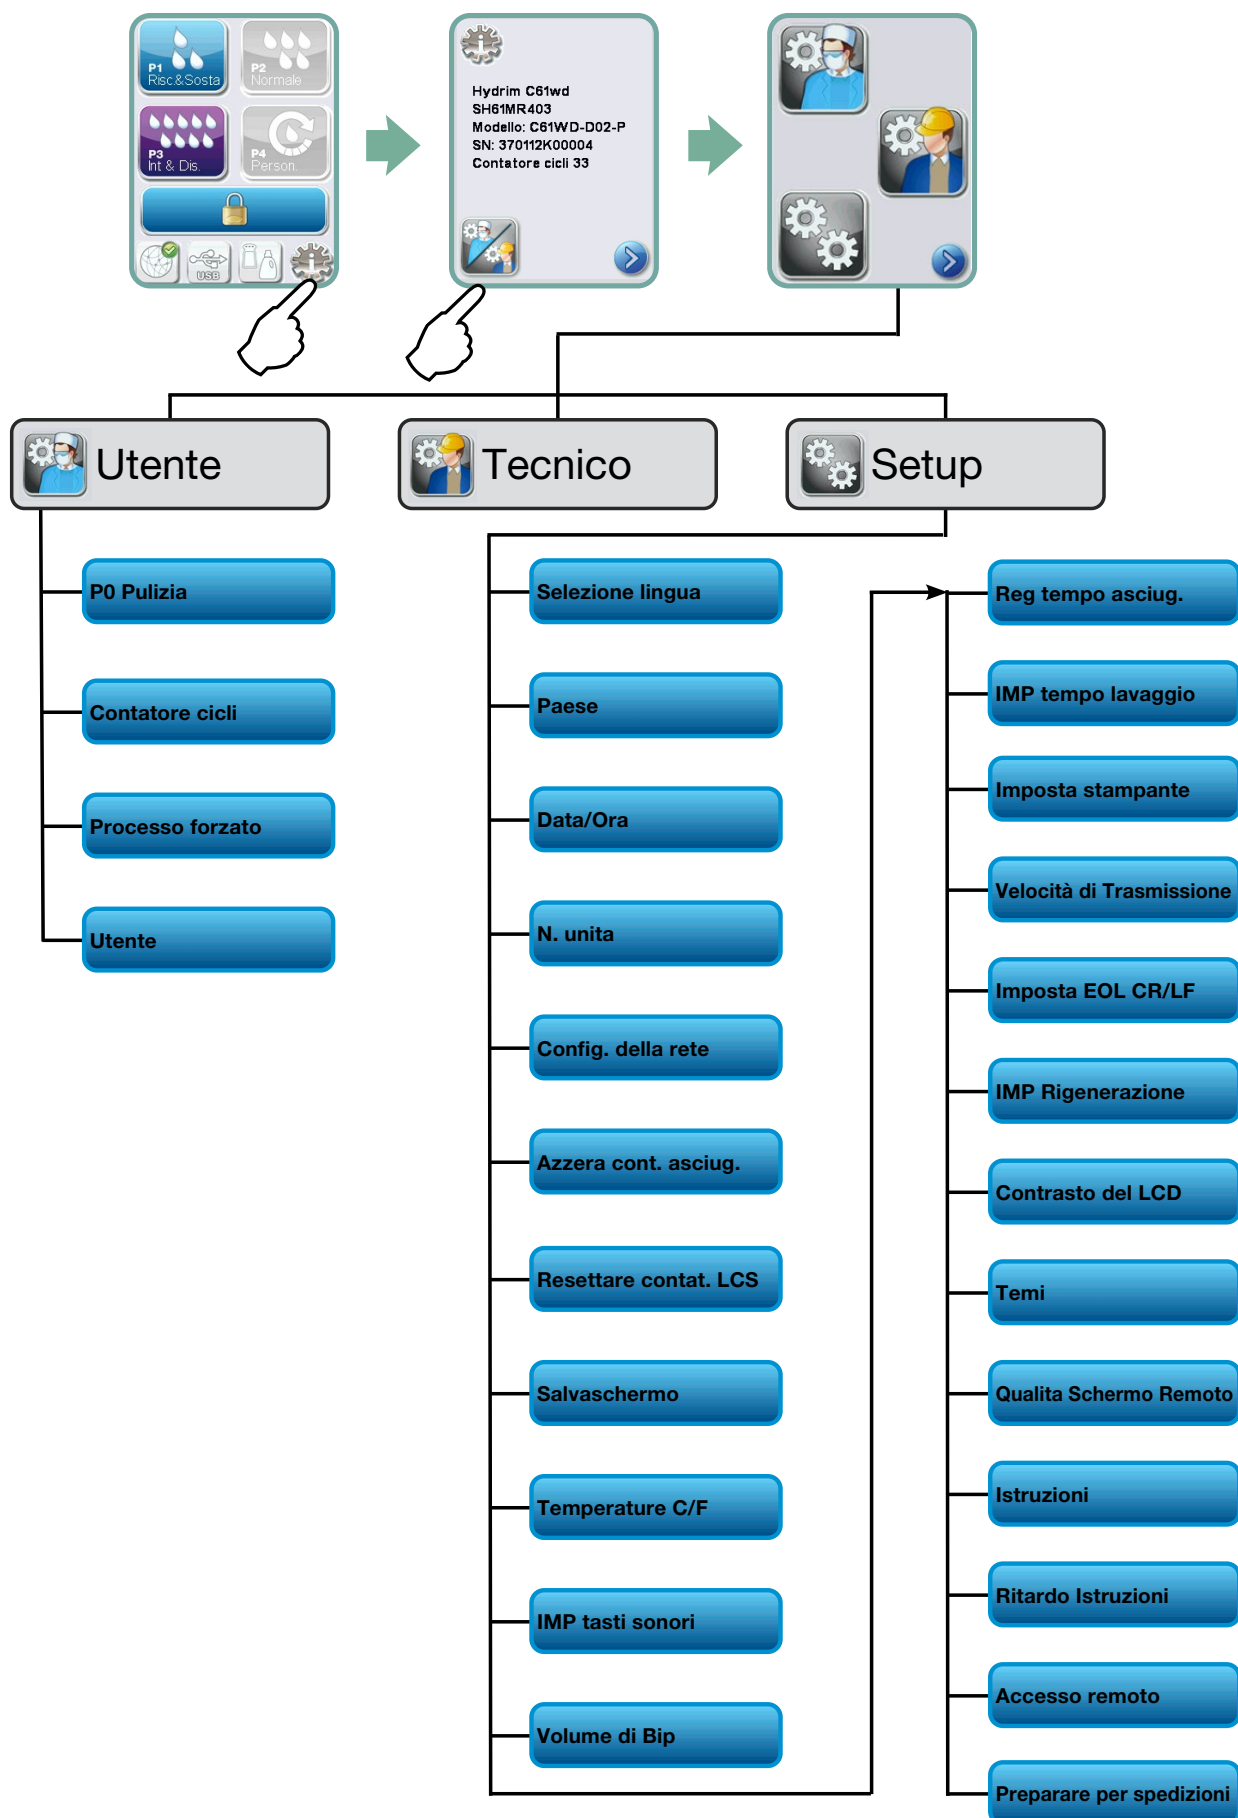 P1
Risc.&Sosta
P2
Normale
P3
Int & Dis.
P4
Person.
USB
Hydrim C61wd
SH61MR403
Modello: C61WD-D02-P
SN: 370112K00004
Contatore cicli 33
Utente
Tecnico
Setup
P0 Pulizia
Contatore cicli
Processo forzato
Utente
Selezione lingua
Paese
Data/Ora
N. unita
Config. della rete
Azzera cont. asciug.
Resettare contat. LCS
Salvaschermo
Temperature C/F
IMP tasti sonori
Volume di Bip
Reg tempo asciug.
IMP tempo lavaggio
Imposta stampante
Velocità di Trasmissione
Imposta EOL CR/LF
IMP Rigenerazione
Contrasto del LCD
Temi
Qualita Schermo Remoto
Istruzioni
Ritardo Istruzioni
Accesso remoto
Preparare per spedizioni